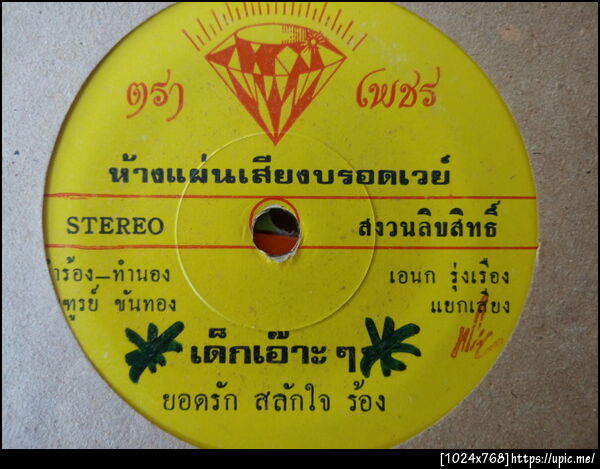 ตรา เพชร
ห้างแผ่นเสียงบรอดเวย์
STEREO สงวนลิขสิทธิ์
ำร้อง–ทำนอง เอนก รุ่งเรือง
ฑูรย์ ขันทอง แยกเสียง
เด็กเอ๊าะๆ
ยอดรัก สลักใจ ร้อง
[1024x768]https://upic.me/